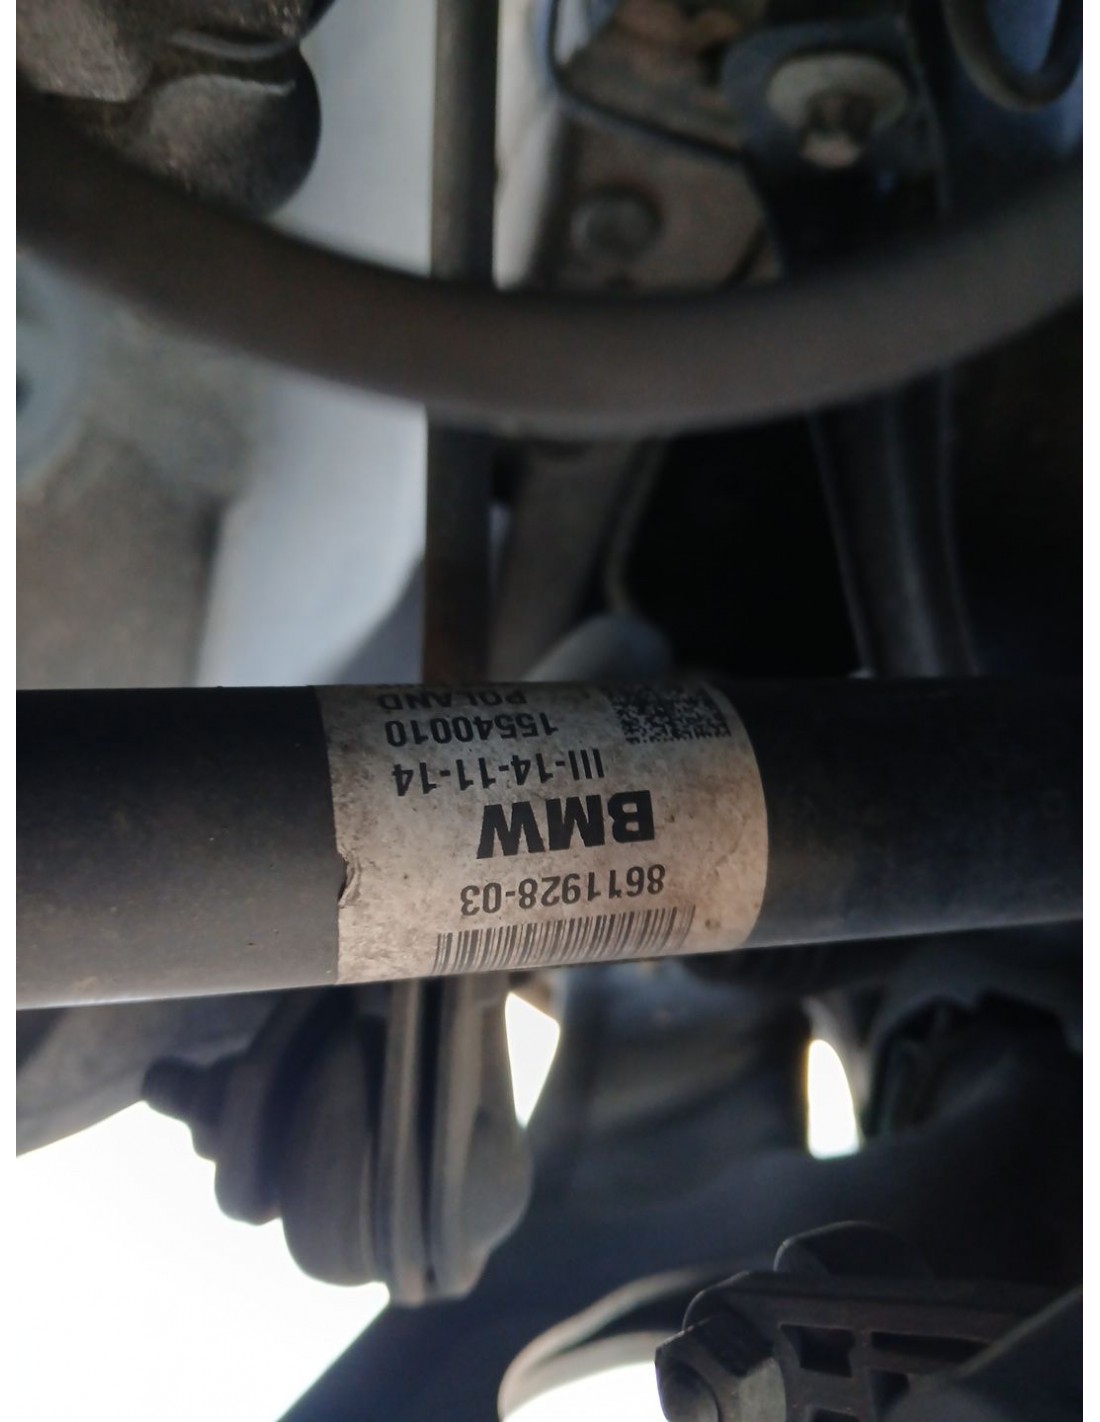 8611928-03
BMW
III-14-11-14
15540010
POLAND